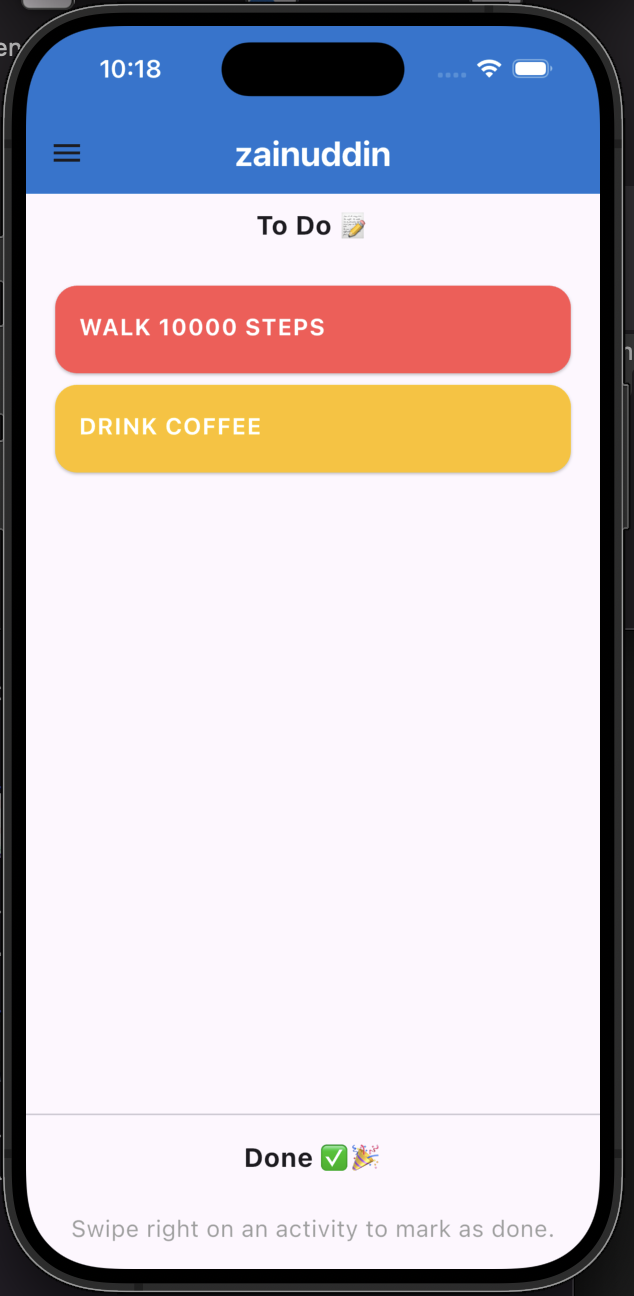 10:18
zainuddin
To Do 📝
WALK 10000 STEPS
DRINK COFFEE
Done ✅🎉
Swipe right on an activity to mark as done.